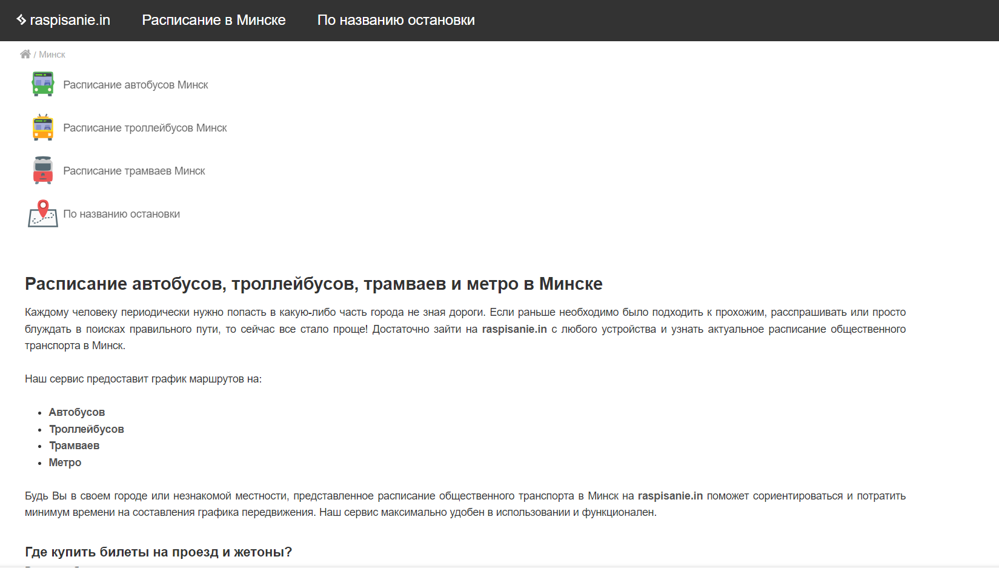 raspisanie.in Расписание в Минске По названию остановки
/ Минск
Расписание автобусов Минск
Расписание троллейбусов Минск
Расписание трамваев Минск
По названию остановки
Расписание автобусов, троллейбусов, трамваев и метро в Минске
Каждому человеку периодически нужно попасть в какую-либо часть города не зная дороги. Если раньше необходимо было подходить к прохожим, расспрашивать или просто
блуждать в поисках правильного пути, то сейчас все стало проще! Достаточно зайти на raspisanie.in с любого устройства и узнать актуальное расписание общественного
транспорта в Минск.
Наш сервис предоставит график маршрутов на:
• Автобусов
• Троллейбусов
• Трамваев
• Метро
Будь Вы в своем городе или незнакомой местности, представленное расписание общественного транспорта в Минск на raspisanie.in поможет сориентироваться и потратить
минимум времени на составления графика передвижения. Наш сервис максимально удобен в использовании и функционален.
Где купить билеты на проезд и жетоны?